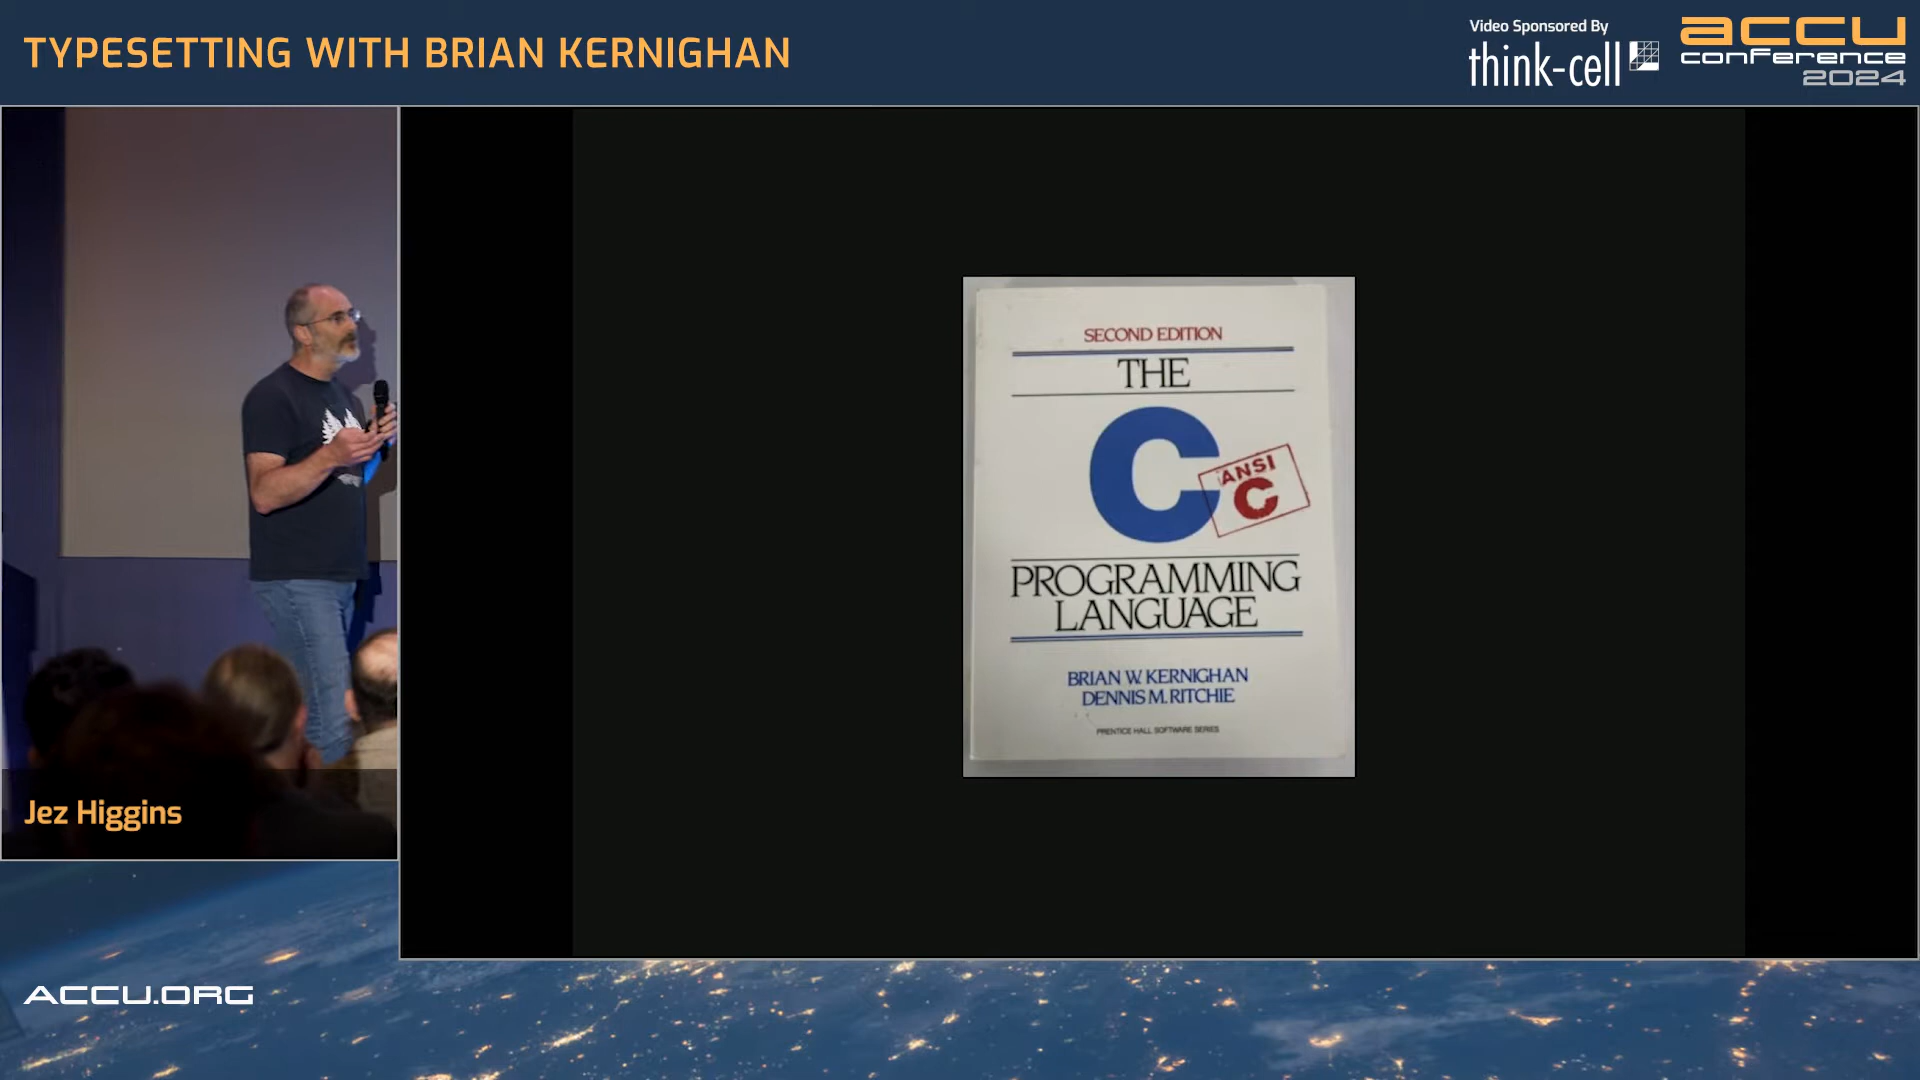 TYPESETTING WITH BRIAN KERNIGHAN
Video Sponsored By
think-cell
accu
conference
2024
SECOND EDITION
THE
C
ANSI
C
PROGRAMMING
LANGUAGE
BRIAN W. KERNIGHAN
DENNIS M. RITCHIE
PRENTICE HALL SOFTWARE SERIES
Jez Higgins
ACCU.ORG